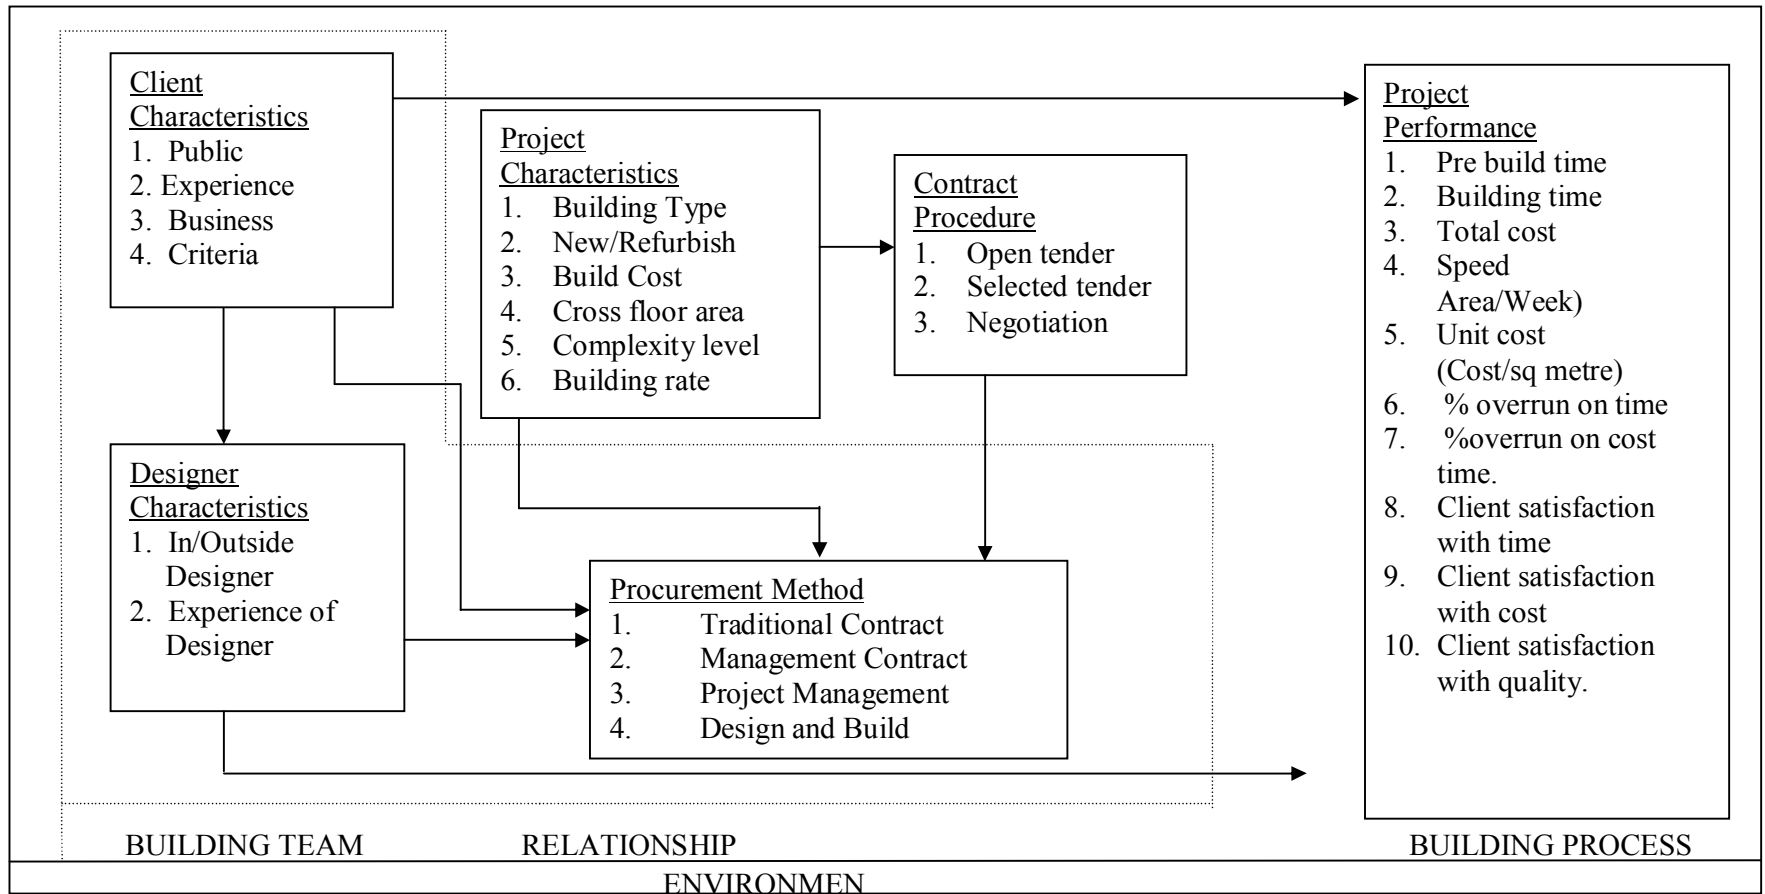 Client
Characteristics
1. Public
2. Experience
3. Business
4. Criteria
Project
Characteristics
1. Building Type
2. New/Refurbish
3. Build Cost
4. Cross floor area
5. Complexity level
6. Building rate
Contract
Procedure
1. Open tender
2. Selected tender
3. Negotiation
Project
Performance
1. Pre build time
2. Building time
3. Total cost
4. Speed
Area/Week)
5. Unit cost
(Cost/sq metre)
6. % overrun on time
7. %overrun on cost
time.
8. Client satisfaction
with time
9. Client satisfaction
with cost
10. Client satisfaction
with quality.
Designer
Characteristics
1. In/Outside
Designer
2. Experience of
Designer
Procurement Method
1. Traditional Contract
2. Management Contract
3. Project Management
4. Design and Build
BUILDING TEAM
RELATIONSHIP
BUILDING PROCESS
ENVIRONMEN